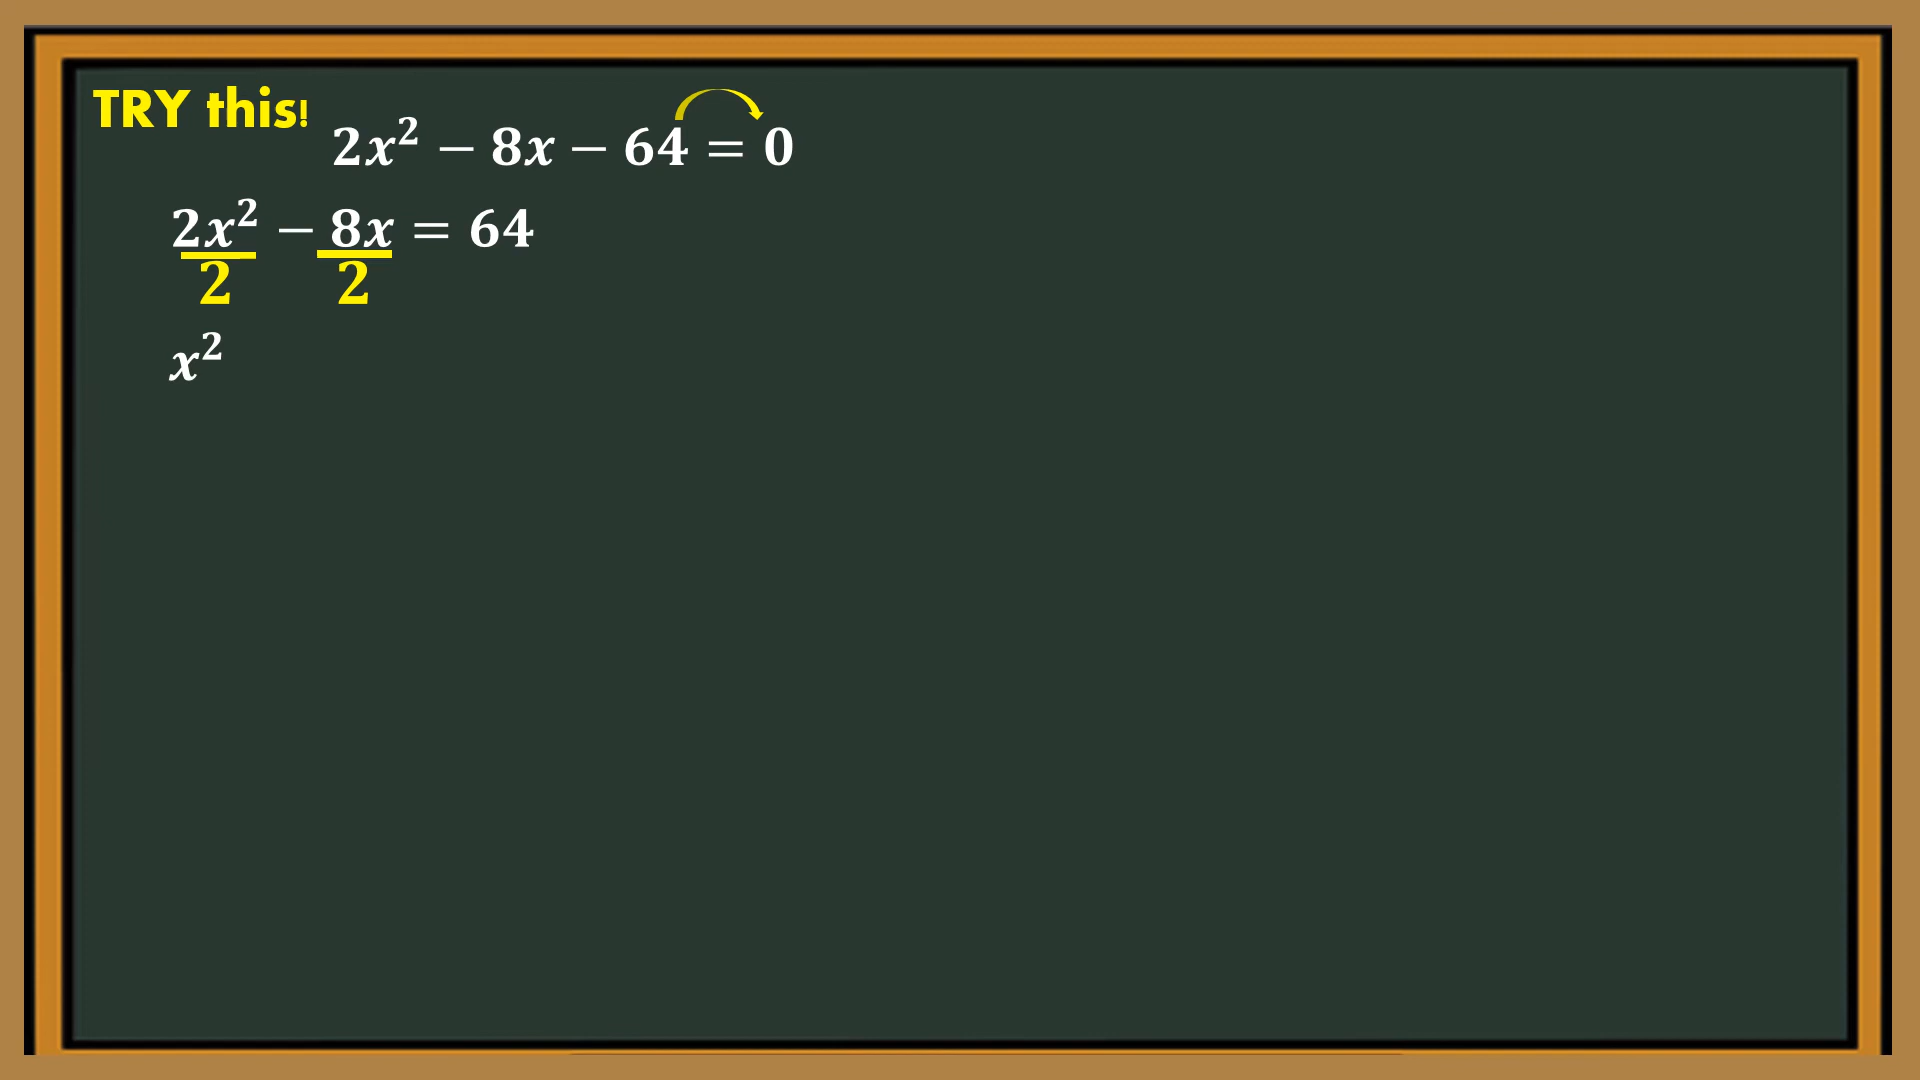 TRY this!
2x² − 8x − 64 = 0
2x² − 8x = 64
2 2
x²